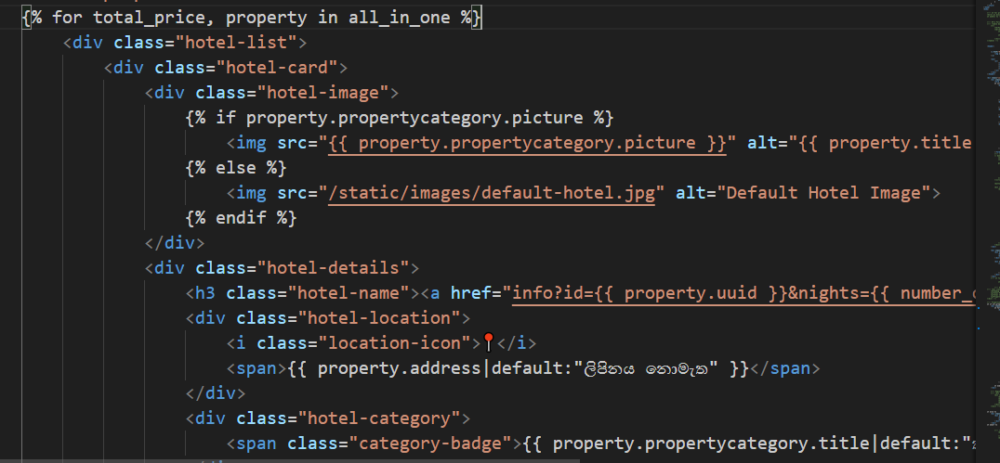 {% for total_price, property in all_in_one %}
<div class="hotel-list">
<div class="hotel-card">
<div class="hotel-image">
{% if property.propertycategory.picture %}
<img src="{{ property.propertycategory.picture }}" alt="{{ property.title
{% else %}
<img src="/static/images/default-hotel.jpg" alt="Default Hotel Image">
{% endif %}
</div>
<div class="hotel-details">
<h3 class="hotel-name"><a href="info?id={{ property.uuid }}&nights={{ number_
<div class="hotel-location">
<i class="location-icon">📍</i>
<span>{{ property.address|default:"ලිපිනය නොමැත" }}</span>
</div>
<div class="hotel-category">
<span class="category-badge">{{ property.propertycategory.title|default:"